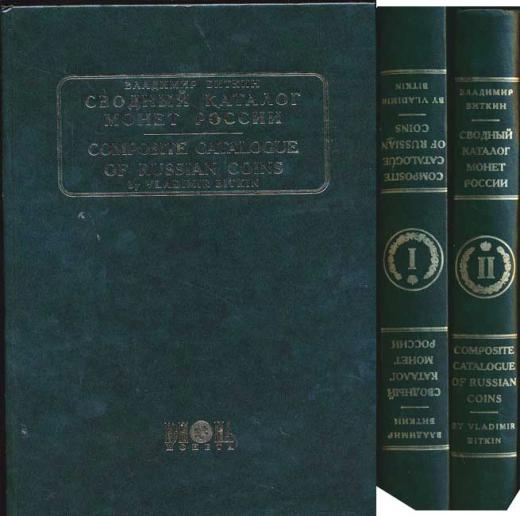 ВЛАДИМИР БИТКИН
СВОДНЫЙ КАТАЛОГ
МОНЕТ РОССИИ
COMPOSITE CATALOGUE
OF RUSSIAN COINS
by VLADIMIR BITKIN
МОНЕТА
СВОДНЫЙ
КАТАЛОГ
МОНЕТ
РОССИИ
ВЛАДИМИР
БИТКИН
I
COMPOSITE
CATALOGUE
OF RUSSIAN
COINS
BY VLADIMIR
BITKIN
ВЛАДИМИР
БИТКИН
СВОДНЫЙ
КАТАЛОГ
МОНЕТ
РОССИИ
II
COMPOSITE
CATALOGUE
OF RUSSIAN
COINS
BY VLADIMIR
BITKIN